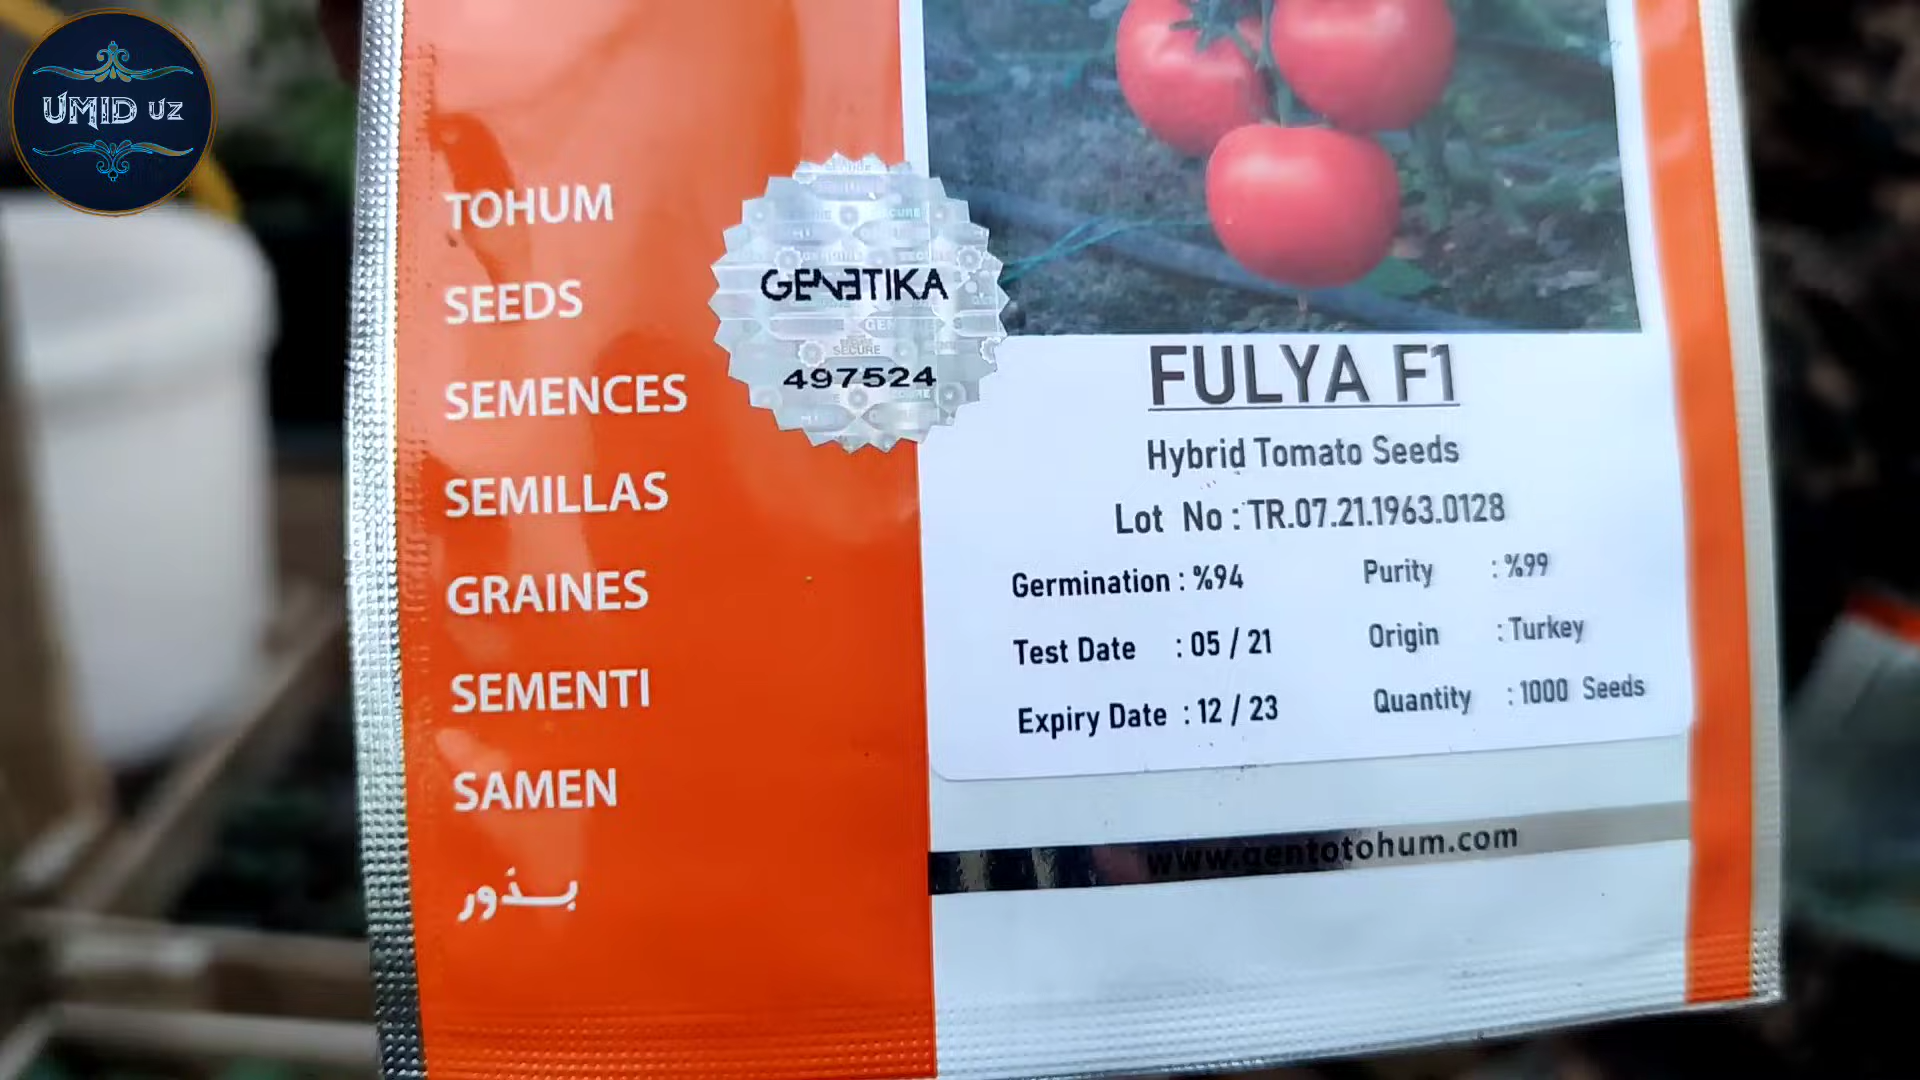 UMID UZ
TOHUM
SEEDS
SEMENCES
SEMILLAS
GRAINES
SEMENTI
SAMEN
بذور
GENETIKA
SECURE
497524
FULYA F1
Hybrid Tomato Seeds
Lot No : TR.07.21.1963.0128
Germination : %94 Purity : %99
Test Date : 05 / 21 Origin : Turkey
Expiry Date : 12 / 23 Quantity : 1000 Seeds
www.gentotohum.com